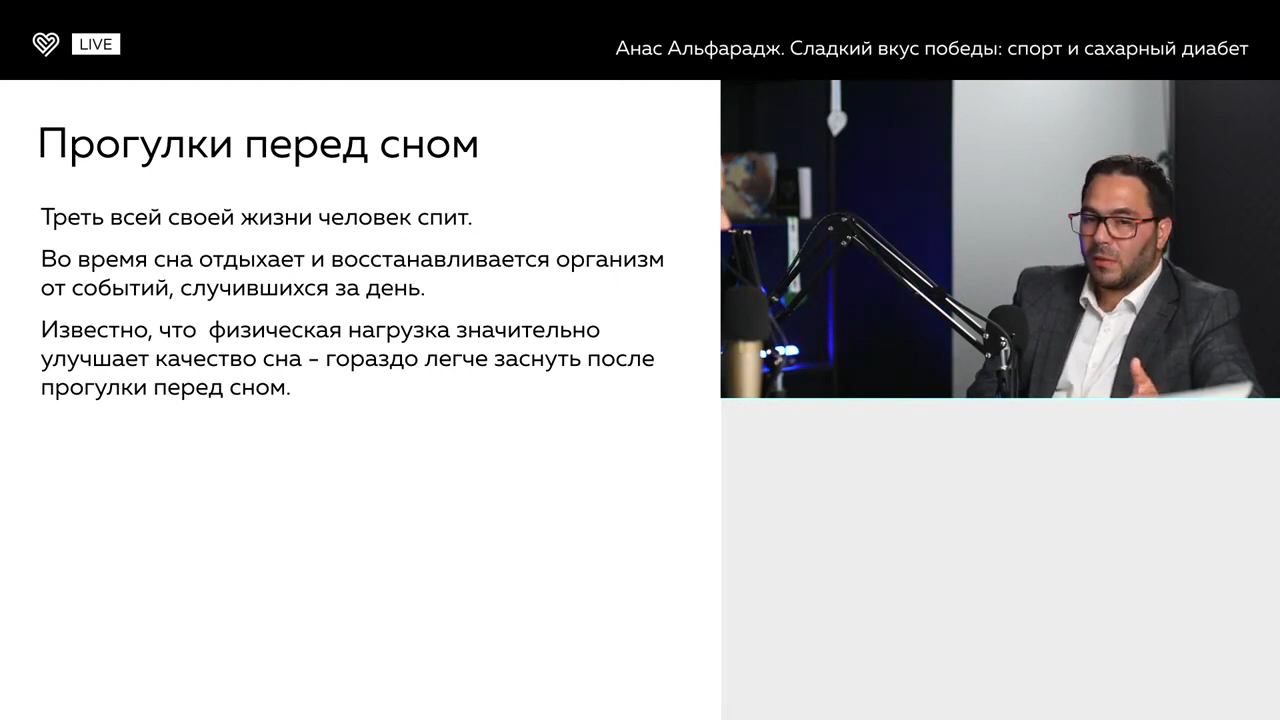 LIVE
Анас Альфарадж. Сладкий вкус победы: спорт и сахарный диабет
Прогулки перед сном
Треть всей своей жизни человек спит.
Во время сна отдыхает и восстанавливается организм
от событий, случившихся за день.
Известно, что  физическая нагрузка значительно
улучшает качество сна - гораздо легче заснуть после
прогулки перед сном.